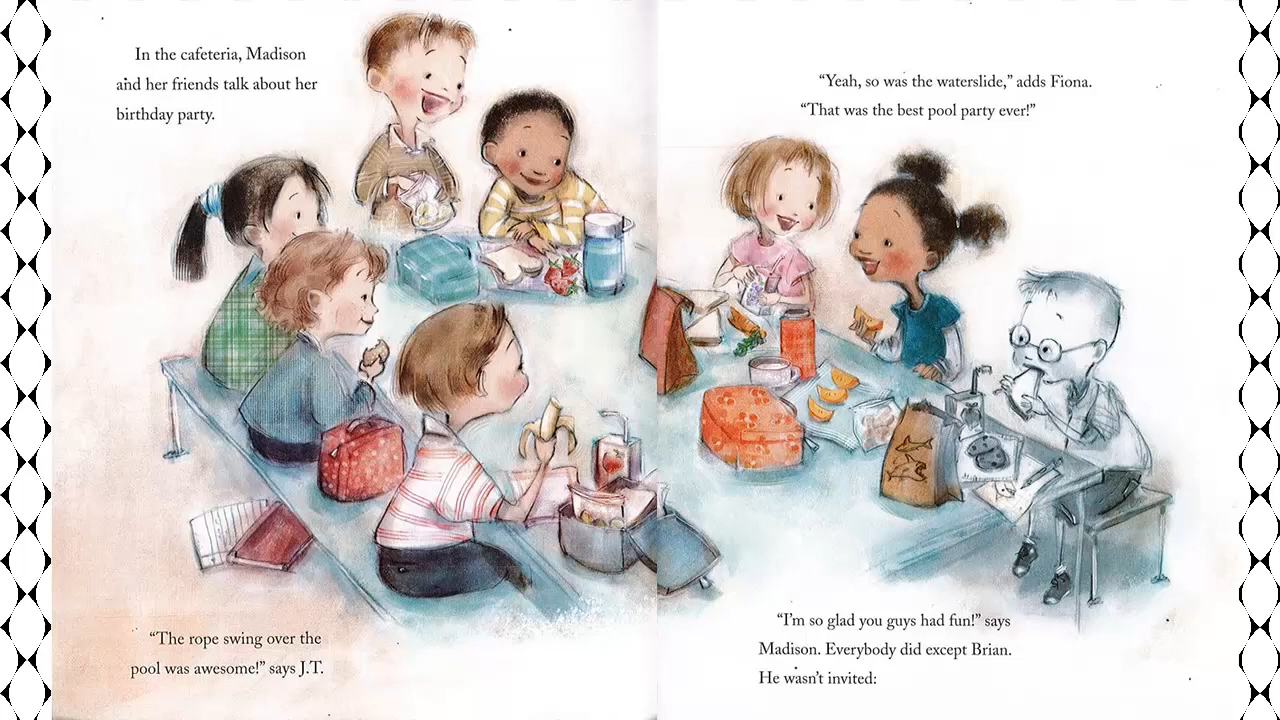 In the cafeteria, Madison
and her friends talk about her
birthday party.
“The rope swing over the
pool was awesome!” says J.T.
“Yeah, so was the waterslide,” adds Fiona.
“That was the best pool party ever!”
“I’m so glad you guys had fun!” says
Madison. Everybody did except Brian.
He wasn’t invited: